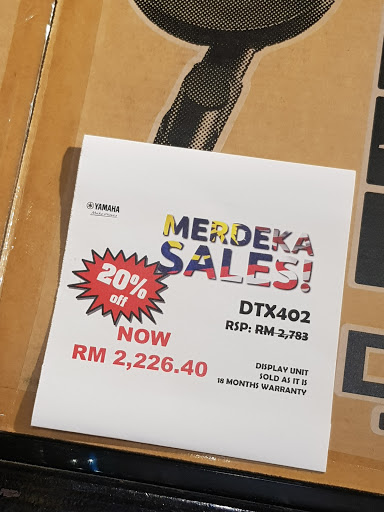 YAMAHA
MERDEKA
SALES!
20%
off
DTX402
RSP: RM 2,783
NOW
RM 2,226.40
DISPLAY UNIT
SOLD AS IT IS
18 MONTHS WARRANTY